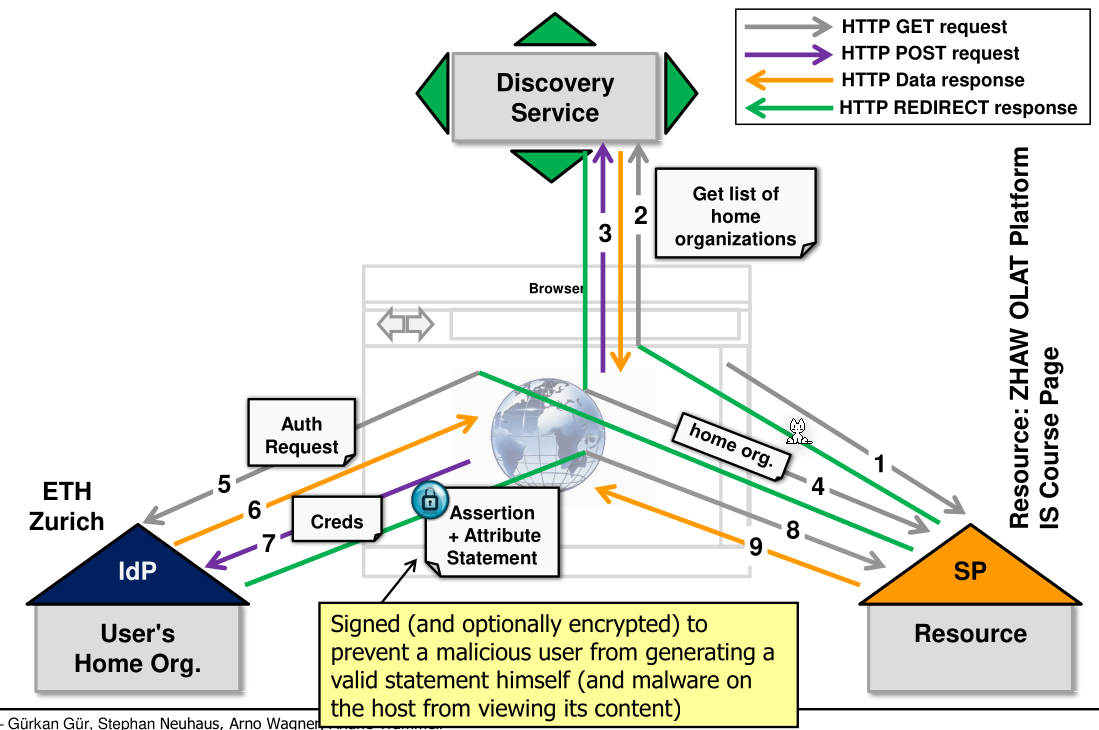 HTTP GET request
HTTP POST request
HTTP Data response
HTTP REDIRECT response
Discovery
Service
Get list of
home
organizations
2
3
Browser
Resource: ZHAW OLAT Platform
IS Course Page
Auth
Request
home org.
1
4
5
6
7
8
9
ETH
Zurich
Creds
Assertion
+ Attribute
Statement
IdP
User's
Home Org.
SP
Resource
Signed (and optionally encrypted) to
prevent a malicious user from generating a
valid statement himself (and malware on
the host from viewing its content)
– Gürkan Gür, Stephan Neuhaus, Arno Wagner,